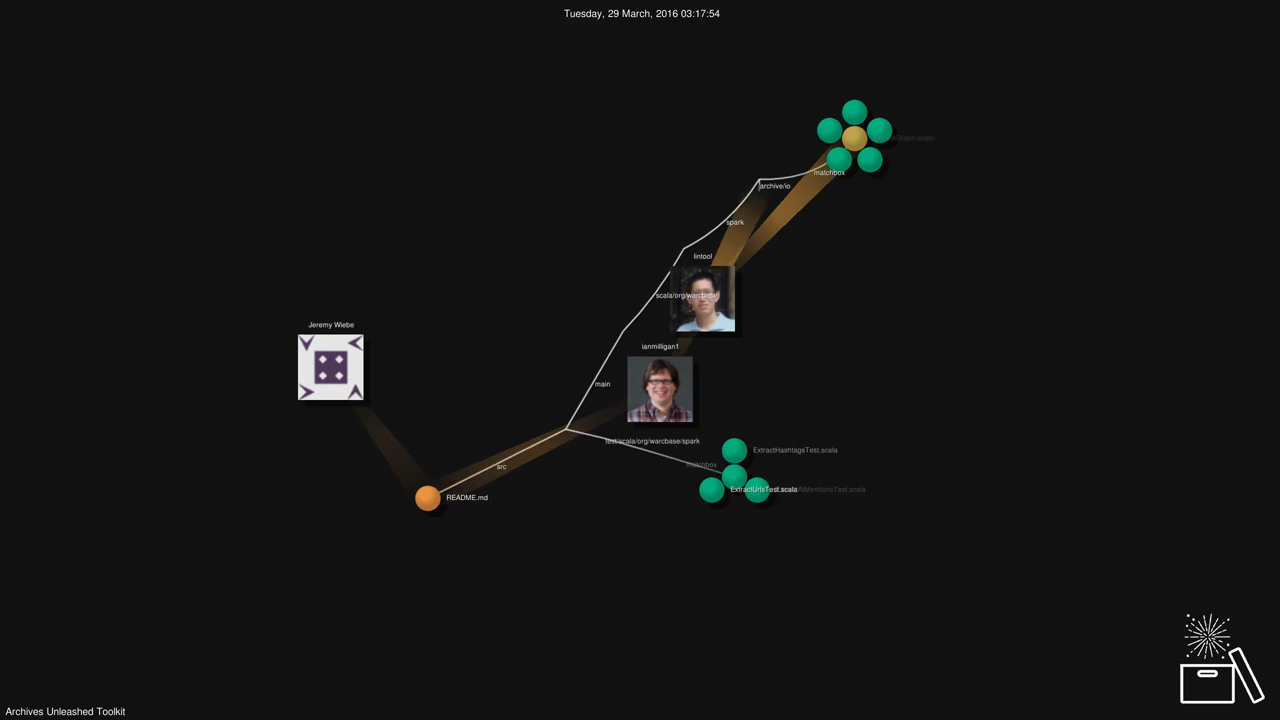 Tuesday, 29 March, 2016 03:17:54
matchbox
archive/io
spark
lintool
scala/org/warcbase
Jeremy Wiebe
ianmilligan1
main
test/scala/org/warcbase/spark
ExtractHashtagsTest.scala
matchbox
src
ExtractUrlsTest.scala
README.md
Archives Unleashed Toolkit